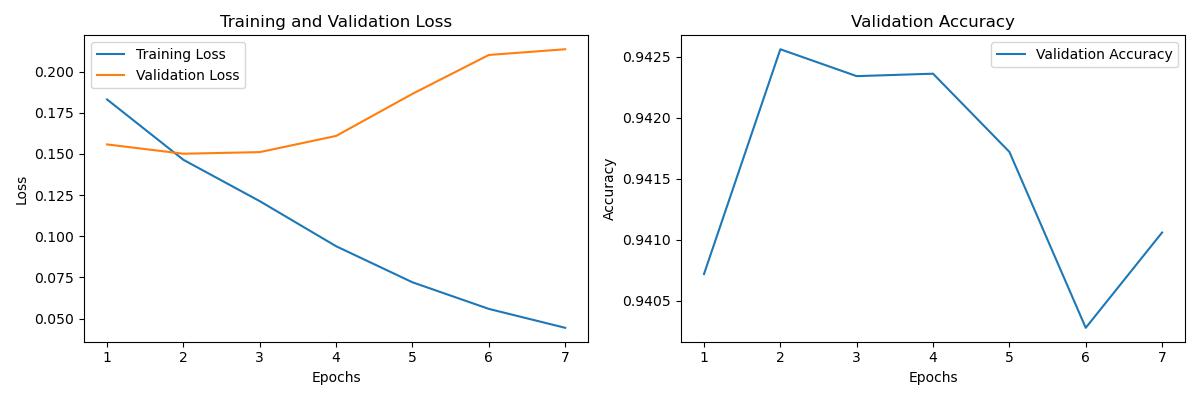 Training and Validation Loss
Training Loss
Validation Loss
0.200
0.175
0.150
0.125
0.100
0.075
0.050
Loss
1 2 3 4 5 6 7
Epochs
Validation Accuracy
Validation Accuracy
0.9425
0.9420
0.9415
0.9410
0.9405
Accuracy
1 2 3 4 5 6 7
Epochs